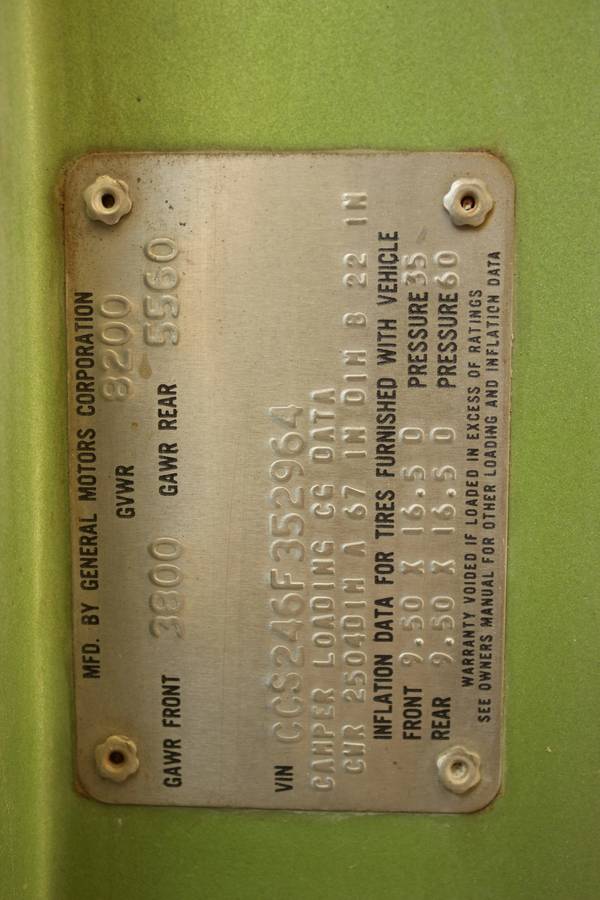 MFD. BY GENERAL MOTORS CORPORATION
GVWR 8200
GAWR FRONT 3800 GAWR REAR 5560
VIN CCS246F352964
CAMPER LOADING CG DATA
CWR 2504DIM A 67 IN DIM B 22 IN
INFLATION DATA FOR TIRES FURNISHED WITH VEHICLE
FRONT 9.50 X 16.5 D PRESSURE 35
REAR 9.50 X 16.5 D PRESSURE 60
WARRANTY VOIDED IF LOADED IN EXCESS OF RATINGS
SEE OWNERS MANUAL FOR OTHER LOADING AND INFLATION DATA